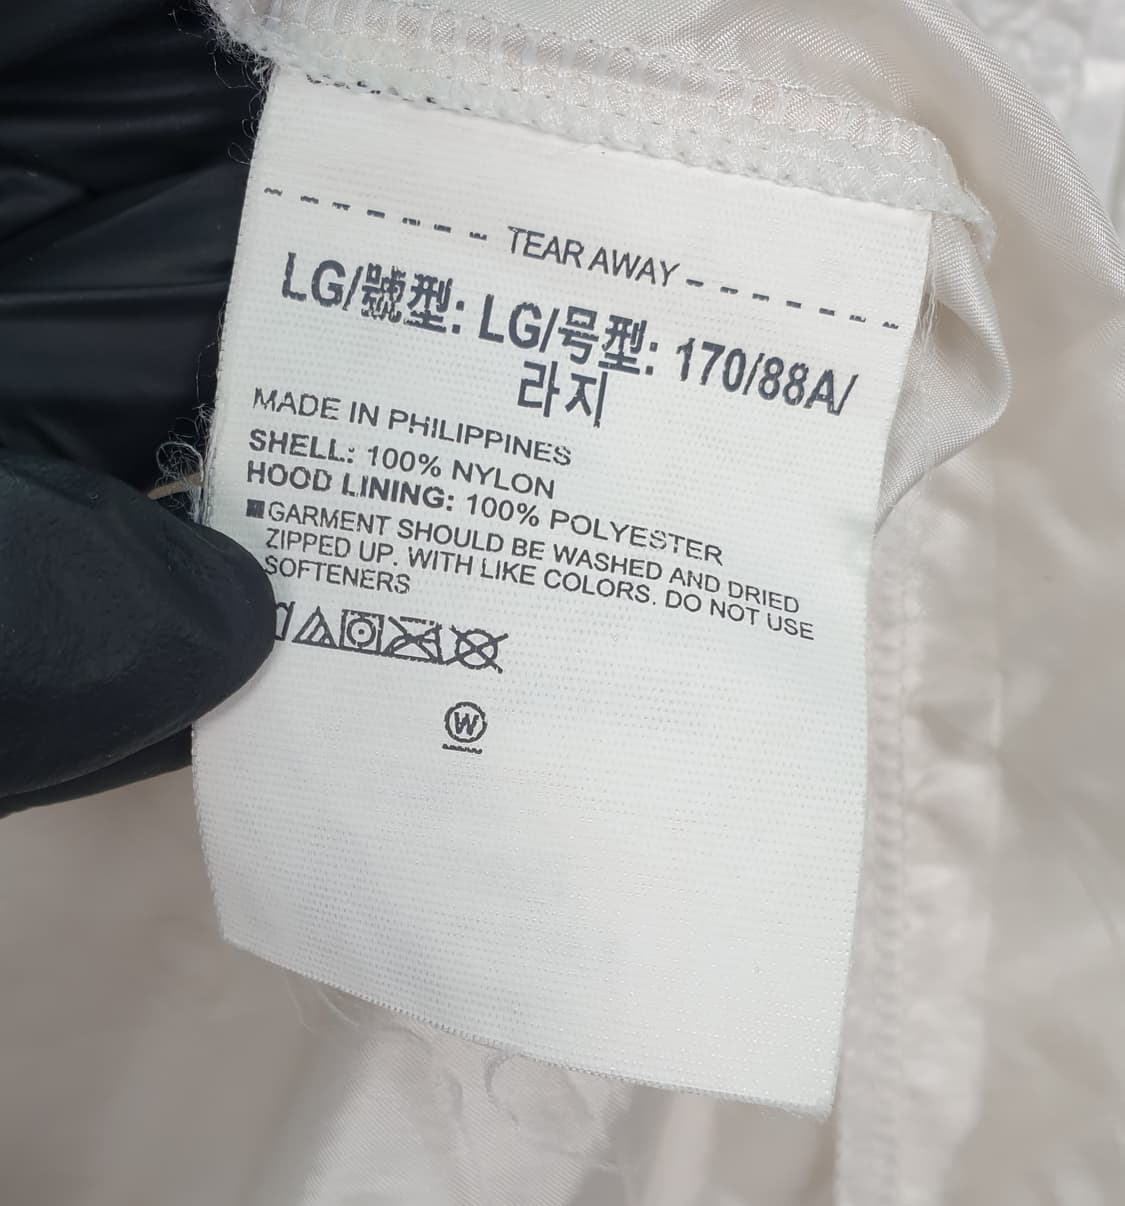 TEAR AWAY
LG/號型: LG/号型: 170/88A/
라지
MADE IN PHILIPPINES
SHELL: 100% NYLON
HOOD LINING: 100% POLYESTER
■GARMENT SHOULD BE WASHED AND DRIED
ZIPPED UP. WITH LIKE COLORS. DO NOT USE
SOFTENERS
W